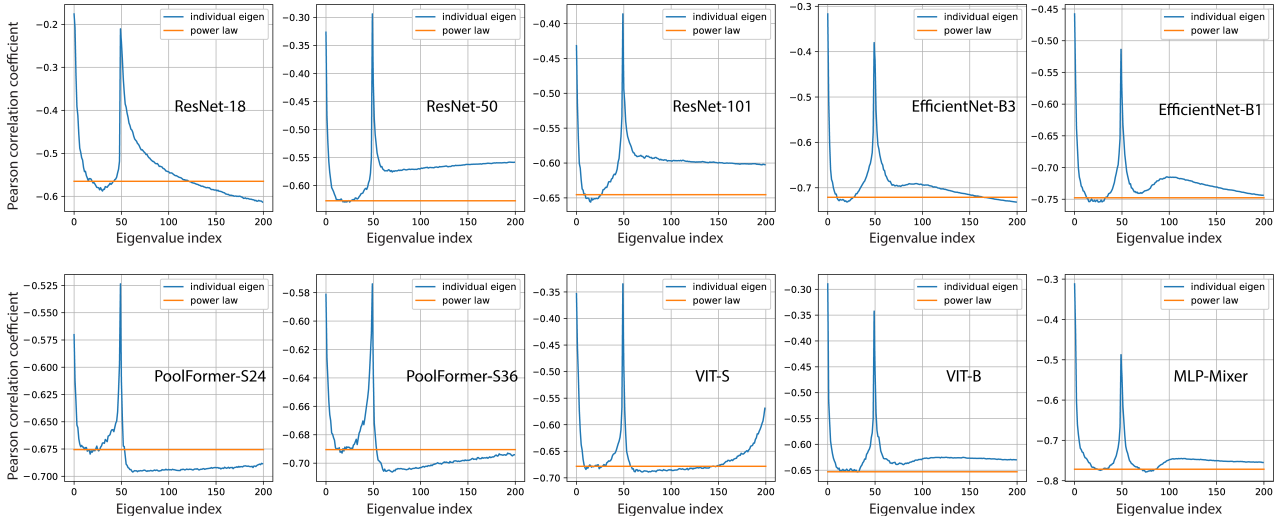 Pearson correlation coefficient
−0.2
−0.3
−0.4
−0.5
−0.6
individual eigen
power law
ResNet-18
0 50 100 150 200
Eigenvalue index
−0.30
−0.35
−0.40
−0.45
−0.50
−0.55
−0.60
individual eigen
power law
ResNet-50
0 50 100 150 200
Eigenvalue index
−0.40
−0.45
−0.50
−0.55
−0.60
−0.65
individual eigen
power law
ResNet-101
0 50 100 150 200
Eigenvalue index
−0.3
−0.4
−0.5
−0.6
−0.7
individual eigen
power law
EfficientNet-B3
0 50 100 150 200
Eigenvalue index
−0.45
−0.50
−0.55
−0.60
−0.65
−0.70
−0.75
individual eigen
power law
EfficientNet-B1
0 50 100 150 200
Eigenvalue index
Pearson correlation coefficient
−0.525
−0.550
−0.575
−0.600
−0.625
−0.650
−0.675
−0.700
individual eigen
power law
PoolFormer-S24
0 50 100 150 200
Eigenvalue index
−0.58
−0.60
−0.62
−0.64
−0.66
−0.68
−0.70
individual eigen
power law
PoolFormer-S36
0 50 100 150 200
Eigenvalue index
−0.35
−0.40
−0.45
−0.50
−0.55
−0.60
−0.65
−0.70
individual eigen
power law
VIT-S
0 50 100 150 200
Eigenvalue index
−0.30
−0.35
−0.40
−0.45
−0.50
−0.55
−0.60
−0.65
individual eigen
power law
VIT-B
0 50 100 150 200
Eigenvalue index
−0.3
−0.4
−0.5
−0.6
−0.7
−0.8
individual eigen
power law
MLP-Mixer
0 50 100 150 200
Eigenvalue index